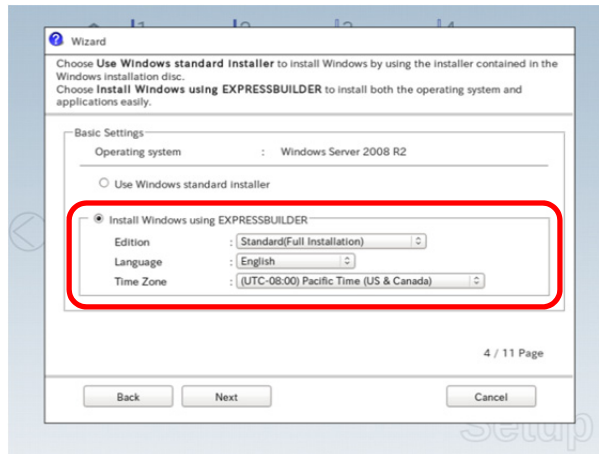 Wizard
Choose Use Windows standard Installer to install Windows by using the installer contained in the
Windows installation disc.
Choose Install Windows using EXPRESSBUILDER to install both the operating system and
applications easily.
Basic Settings
Operating system : Windows Server 2008 R2
Use Windows standard installer
Install Windows using EXPRESSBUILDER
Edition : Standard(Full Installation)
Language : English
Time Zone : (UTC-08:00) Pacific Time (US & Canada)
4 / 11 Page
Back Next Cancel
Setup